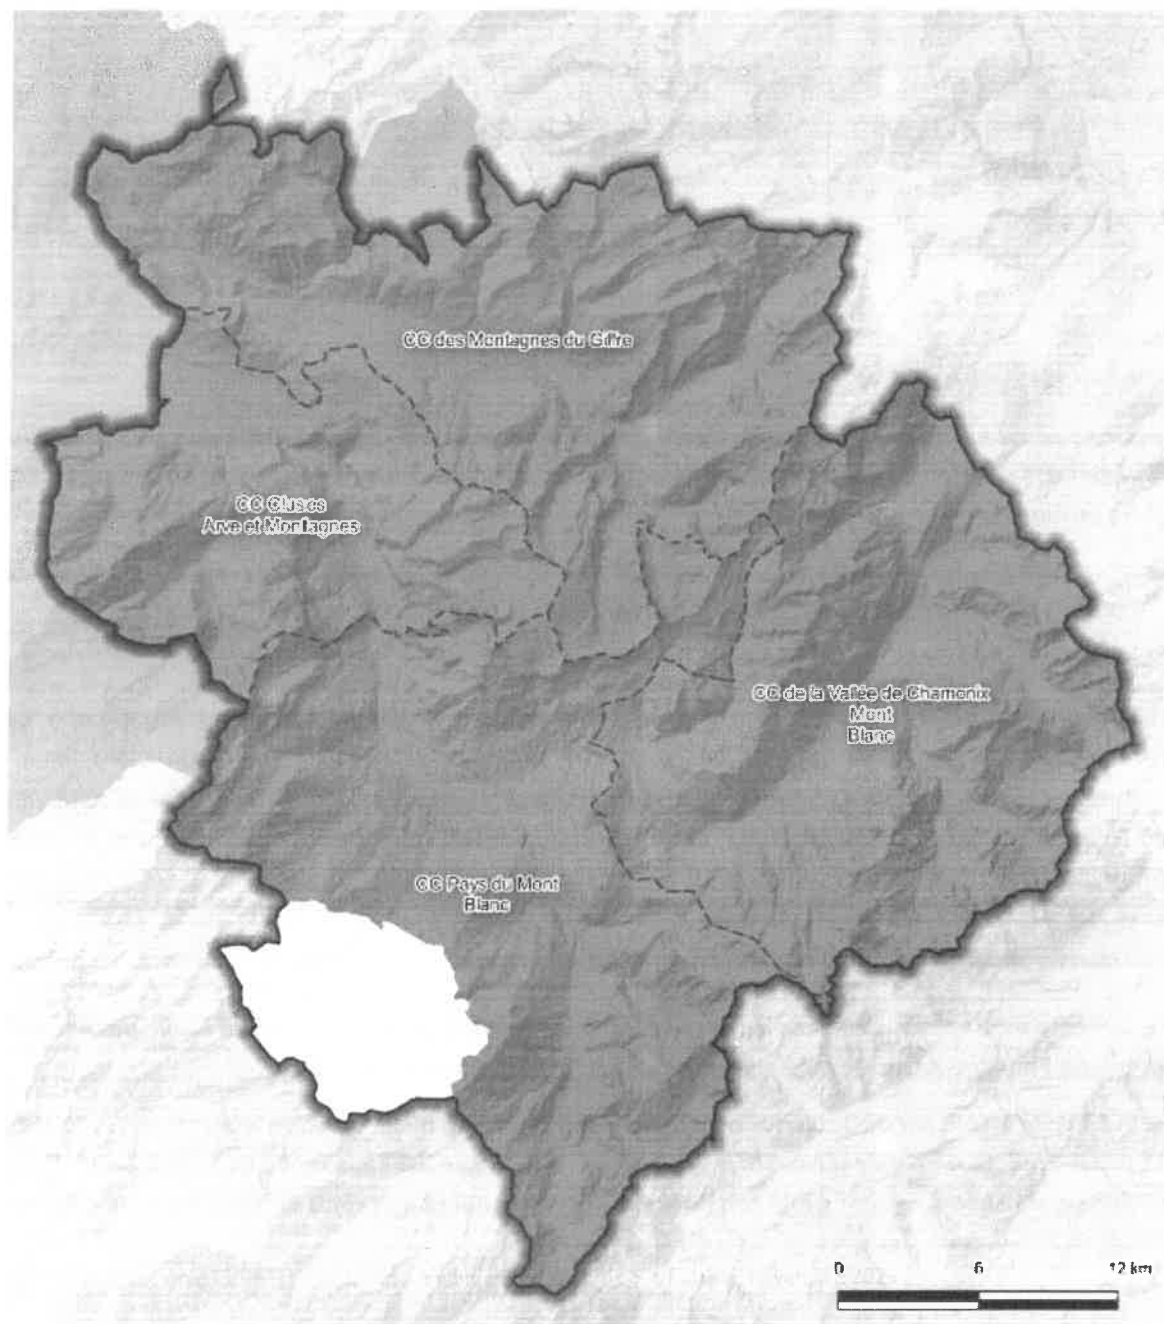 CC des Montagnes du Giffre
CC Cluses
Arve et Montagnes
CC de la Vallée de Chamonix
Mont
Blanc
CC Pays du Mont
Blanc
0 6 12 km